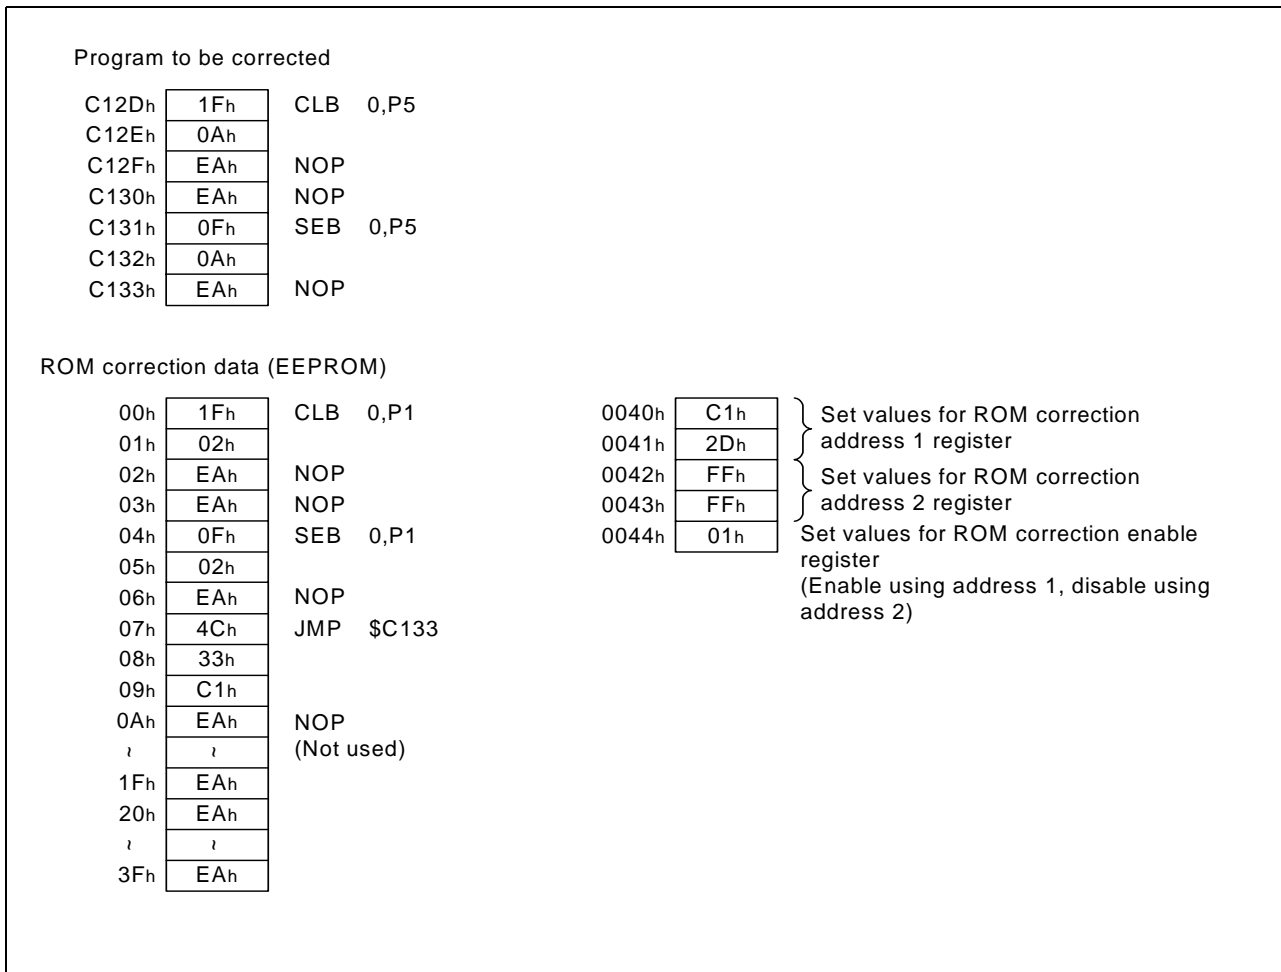 Program to be corrected
C12Dh 1Fh CLB 0,P5
C12Eh 0Ah
C12Fh EAh NOP
C130h EAh NOP
C131h 0Fh SEB 0,P5
C132h 0Ah
C133h EAh NOP
ROM correction data (EEPROM)
00h 1Fh CLB 0,P1
01h 02h
02h EAh NOP
03h EAh NOP
04h 0Fh SEB 0,P1
05h 02h
06h EAh NOP
07h 4Ch JMP $C133
08h 33h
09h C1h
0Ah EAh NOP
~ ~ (Not used)
1Fh EAh
20h EAh
~ ~
3Fh EAh
0040h C1h Set values for ROM correction
0041h 2Dh address 1 register
0042h FFh Set values for ROM correction
0043h FFh address 2 register
0044h 01h Set values for ROM correction enable
register
(Enable using address 1, disable using
address 2)